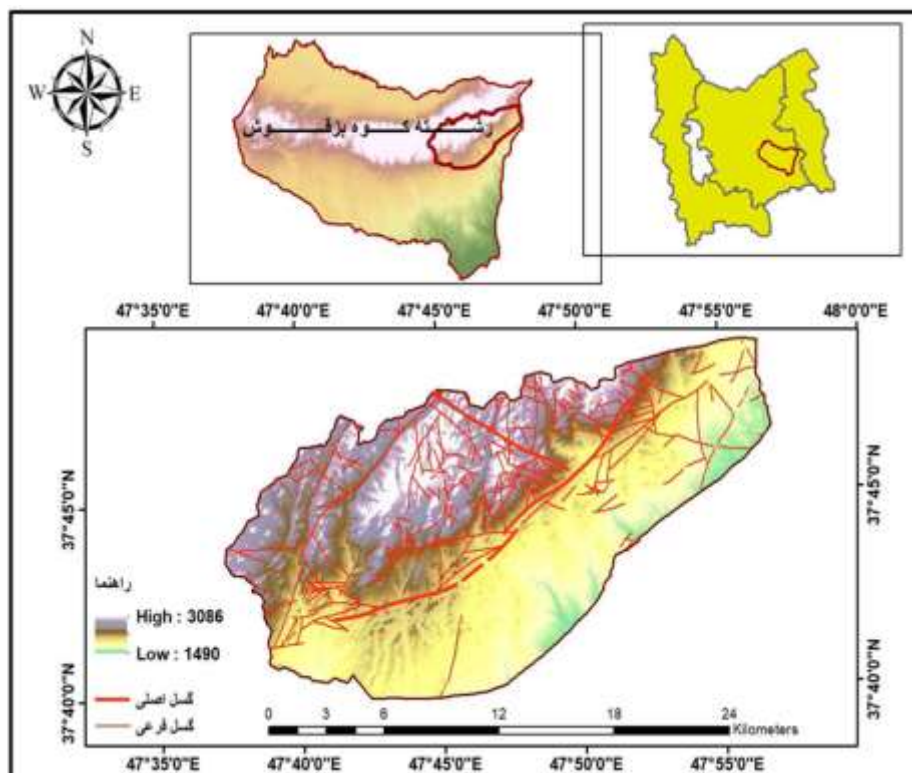 N
W E
S
رشـــتـه کـــوه بزقـــوش
47°35'0"E 47°40'0"E 47°45'0"E 47°50'0"E 47°55'0"E 48°0'0"E
37°45'0"N
37°45'0"N
37°40'0"N
37°40'0"N
راهنما
High : 3086
Low : 1490
گسل اصلی
گسل فرعی
0 3 6 12 18 24
Kilometers
47°35'0"E 47°40'0"E 47°45'0"E 47°50'0"E 47°55'0"E